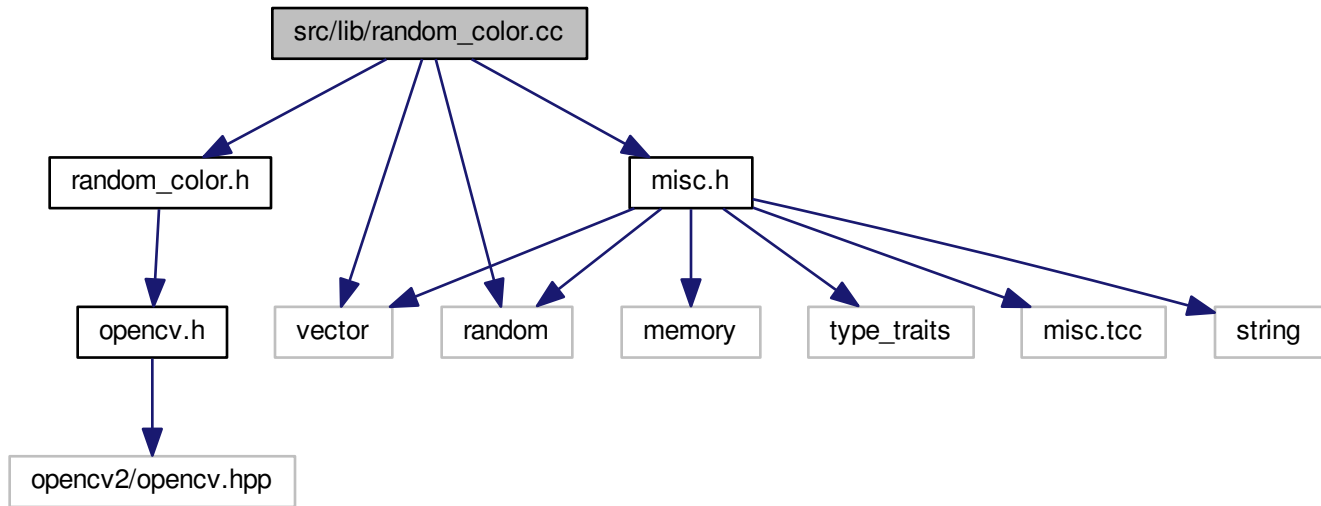 src/lib/random_color.cc
random_color.h
misc.h
opencv.h
vector
random
memory
type_traits
misc.tcc
string
opencv2/opencv.hpp